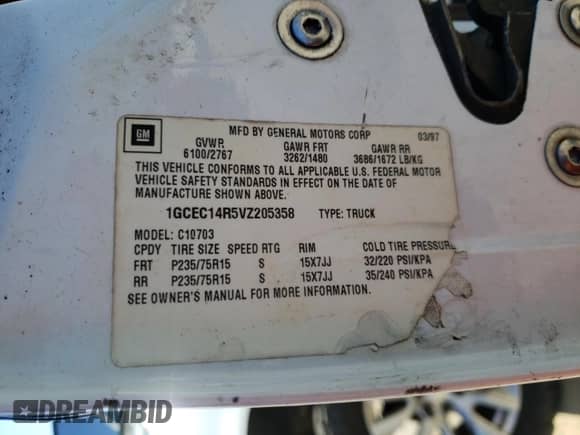 GM
MFD BY GENERAL MOTORS CORP 03/97
GVWR GAWR FRT GAWR RR
6100/2767 3262/1480 3686/1672 LB/KG
THIS VEHICLE CONFORMS TO ALL APPLICABLE U.S. FEDERAL MOTOR
VEHICLE SAFETY STANDARDS IN EFFECT ON THE DATE OF
MANUFACTURE SHOWN ABOVE.
1GCEC14R5VZ205358 TYPE: TRUCK
MODEL: C10703
CPDY TIRE SIZE SPEED RTG RIM COLD TIRE PRESSURE
FRT P235/75R15 S 15X7JJ 32/220 PSI/KPA
RR P235/75R15 S 15X7JJ 35/240 PSI/KPA
SEE OWNER'S MANUAL FOR MORE INFORMATION.
DREAMBID